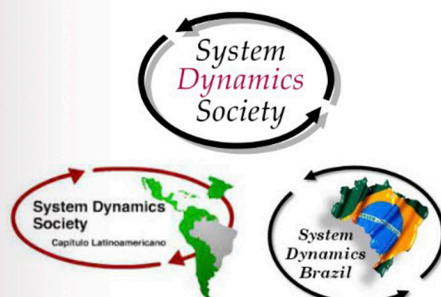 System
Dynamics
Society
System Dynamics
Society
Capítulo Latinoamericano
System
Dynamics
Brazil